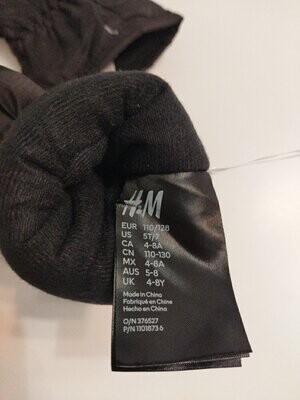 H&M
EUR 110/128
US 5T/7
CA 4-8A
CN 110-130
MX 4-8A
AUS 5-8
UK 4-8Y
Made in China
Fabriqué en Chine
Hecho en China
O/N 376527
P/N 1101873 6